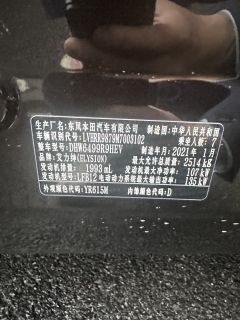 生产厂名:东风本田汽车有限公司 制造国:中华人民共和国
车辆识别代号:LVHRR9879M7003102 乘坐人数:7
整车型号:DHW6499R9HEV 制造年月:2021年1月
品牌:艾力绅(ELYSION) 最大允许总质量:2514kg
发动机排量:1993mL 发动机最大净功率:107kW
发动机型号:LFB12 电动动力系统最大输出功率:135kW
外观颜色代码:YR615M 内饰颜色代码:D